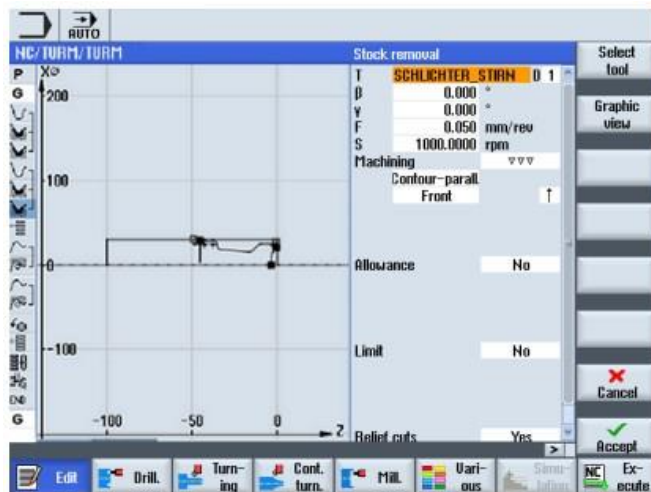 AUTO
NC/TURM/TURM
Stock removal
Select tool
P
X
T SCHLICHTER_STIRN D 1
G
200
β 0.000 °
γ 0.000 °
Graphic view
F 0.050 mm/rev
S 1000.0000 rpm
Machining ▽▽▽
100
Contour-parall.
Front ↑
0
Allowance No
-100
Limit No
Cancel
END
G
-100
-50
0
Z
Relief cuts Yes
Accept
Edit
Drill.
Turn-ing
Cont. turn.
Mill.
Vari-ous
Simu-lation
NC Ex-ecute